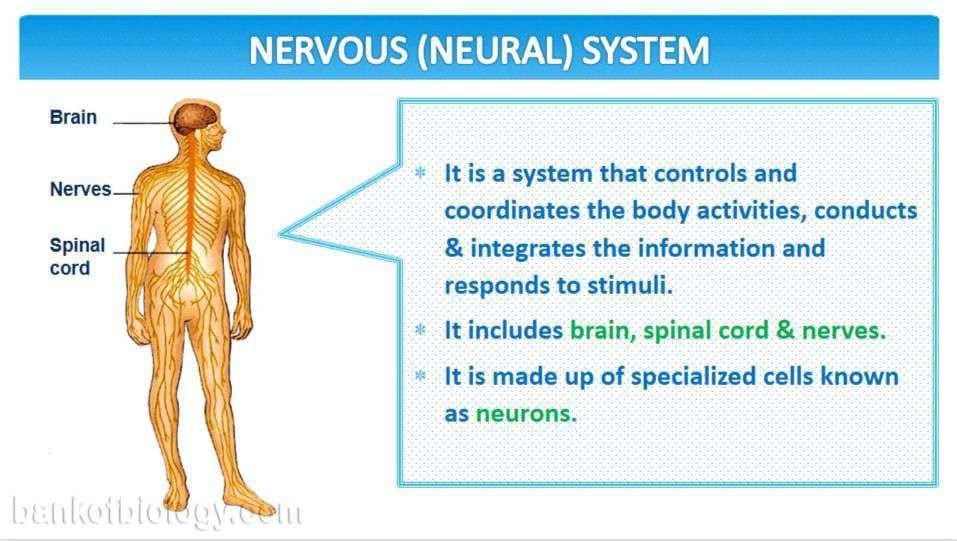 NERVOUS (NEURAL) SYSTEM
Brain
Nerves
Spinal
cord
* It is a system that controls and
coordinates the body activities, conducts
& integrates the information and
responds to stimuli.
* It includes brain, spinal cord & nerves.
* It is made up of specialized cells known
as neurons.
bankofbiology.com